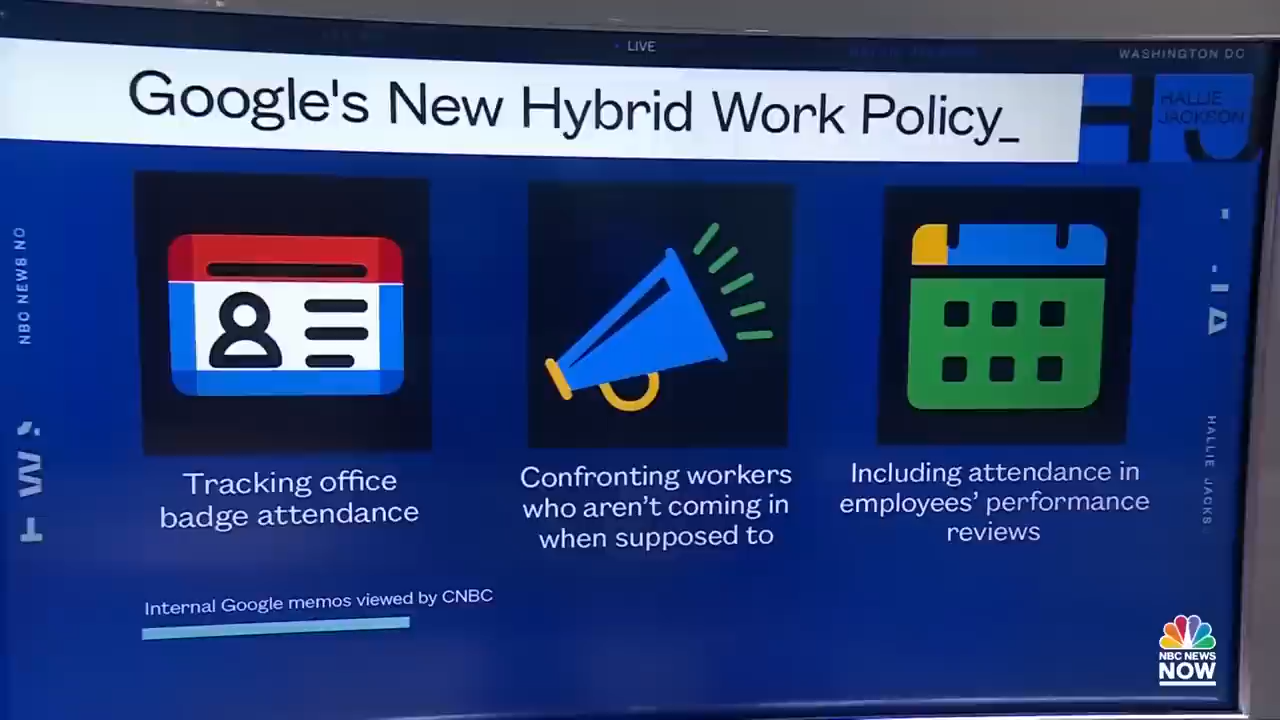 LIVE
WASHINGTON DC
Google's New Hybrid Work Policy_
HALLIE
JACKSON
NBC NEWS NO
HALLIE JACKS
Tracking office
badge attendance
Confronting workers
who aren't coming in
when supposed to
Including attendance in
employees' performance
reviews
Internal Google memos viewed by CNBC
NBC NEWS
NOW